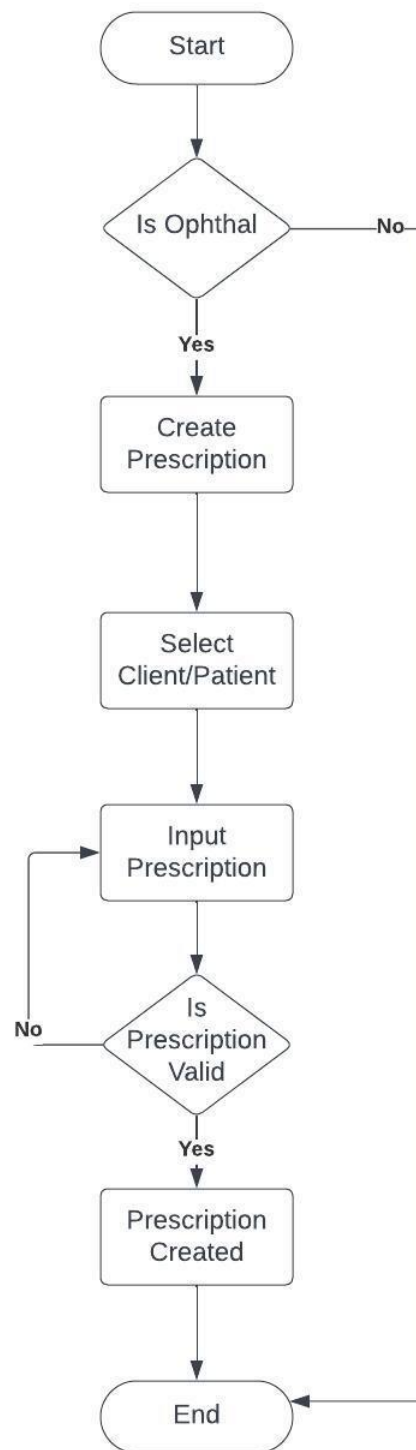 Start
Is Ophthal
No
Yes
Create
Prescription
Select
Client/Patient
Input
Prescription
Is
Prescription
Valid
No
Yes
Prescription
Created
End